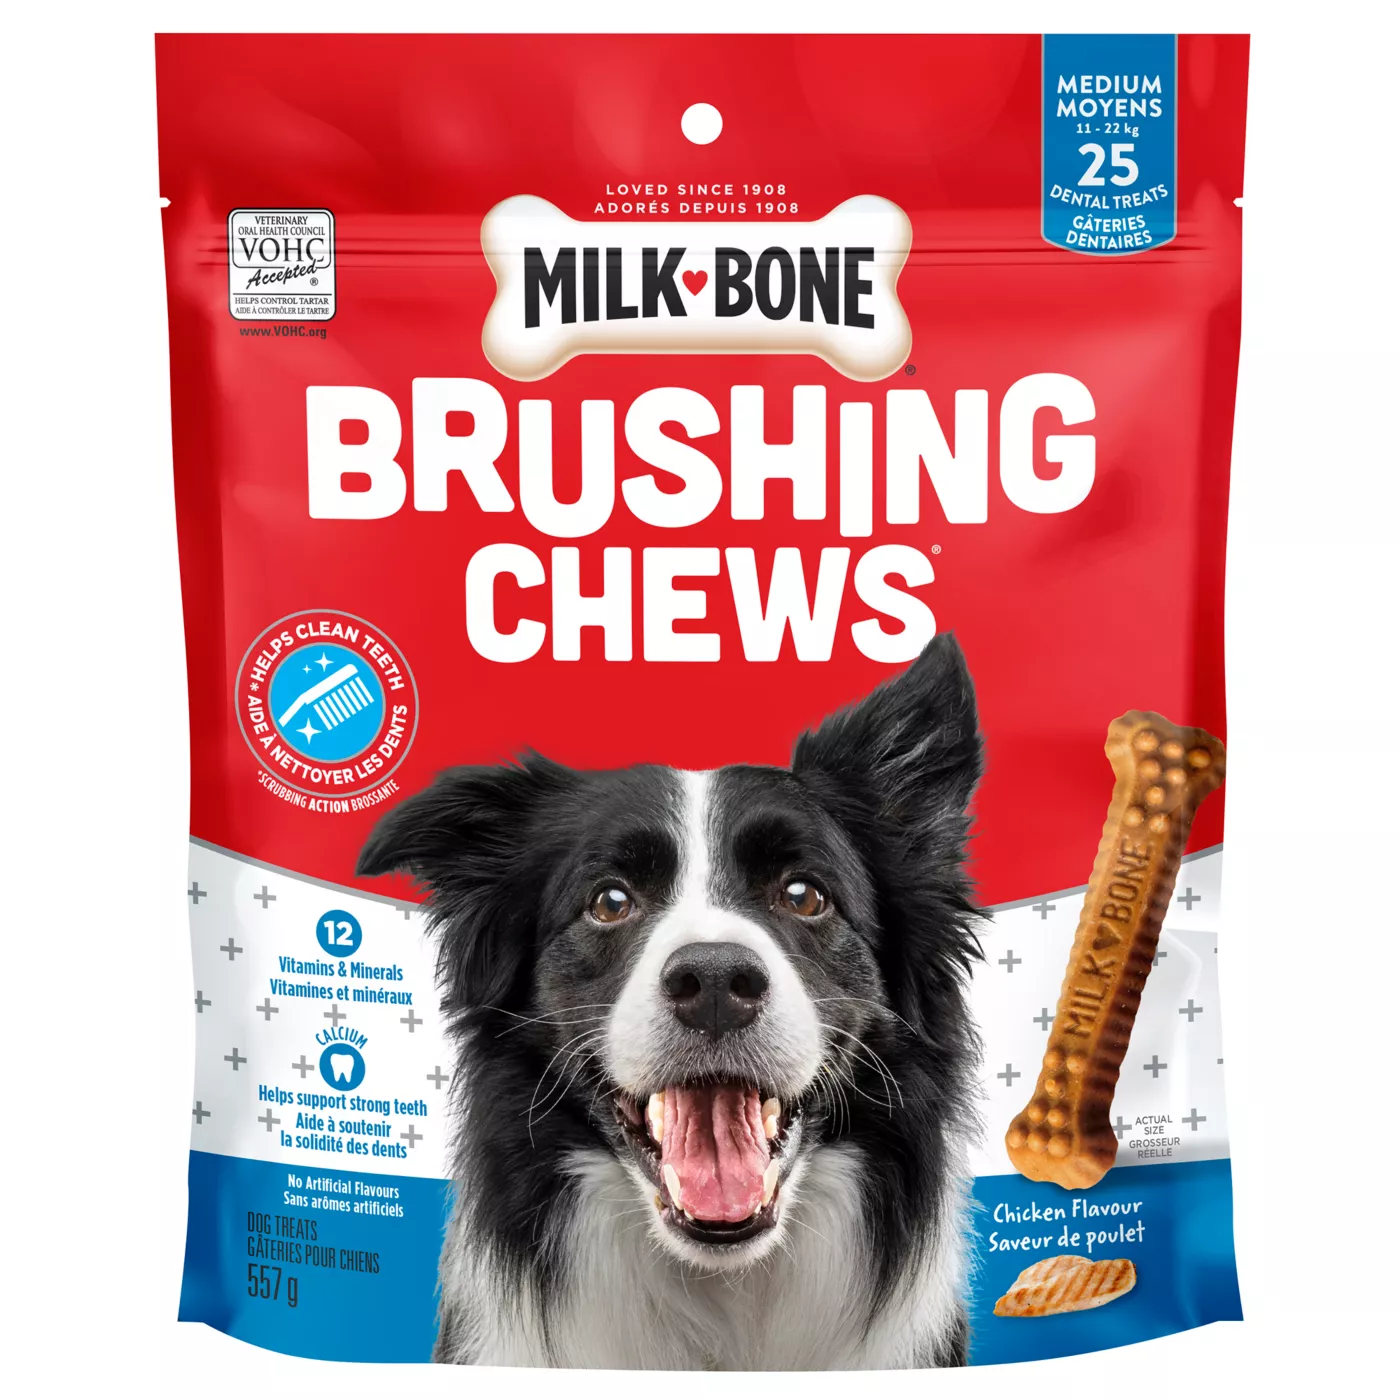 MEDIUM
MOYENS
11 - 22 kg
25
DENTAL TREATS
GÂTERIES
DENTAIRES
LOVED SINCE 1908
ADORÉS DEPUIS 1908
VETERINARY
ORAL HEALTH COUNCIL
VOHC
Accepted®
HELPS CONTROL TARTAR
AIDE À CONTRÔLER LE TARTRE
www.VOHC.org
MILK♥BONE®
BRUSHING
CHEWS®
*HELPS CLEAN TEETH
AIDE À NETTOYER LES DENTS
*SCRUBBING ACTION BROSSANTE
MILK♥BONE
12
Vitamins & Minerals
Vitamines et minéraux
CALCIUM
Helps support strong teeth
Aide à soutenir
la solidité des dents
ACTUAL
SIZE
GROSSEUR
RÉELLE
No Artificial Flavours
Sans arômes artificiels
DOG TREATS
GÂTERIES POUR CHIENS
557 g
Chicken Flavour
Saveur de poulet